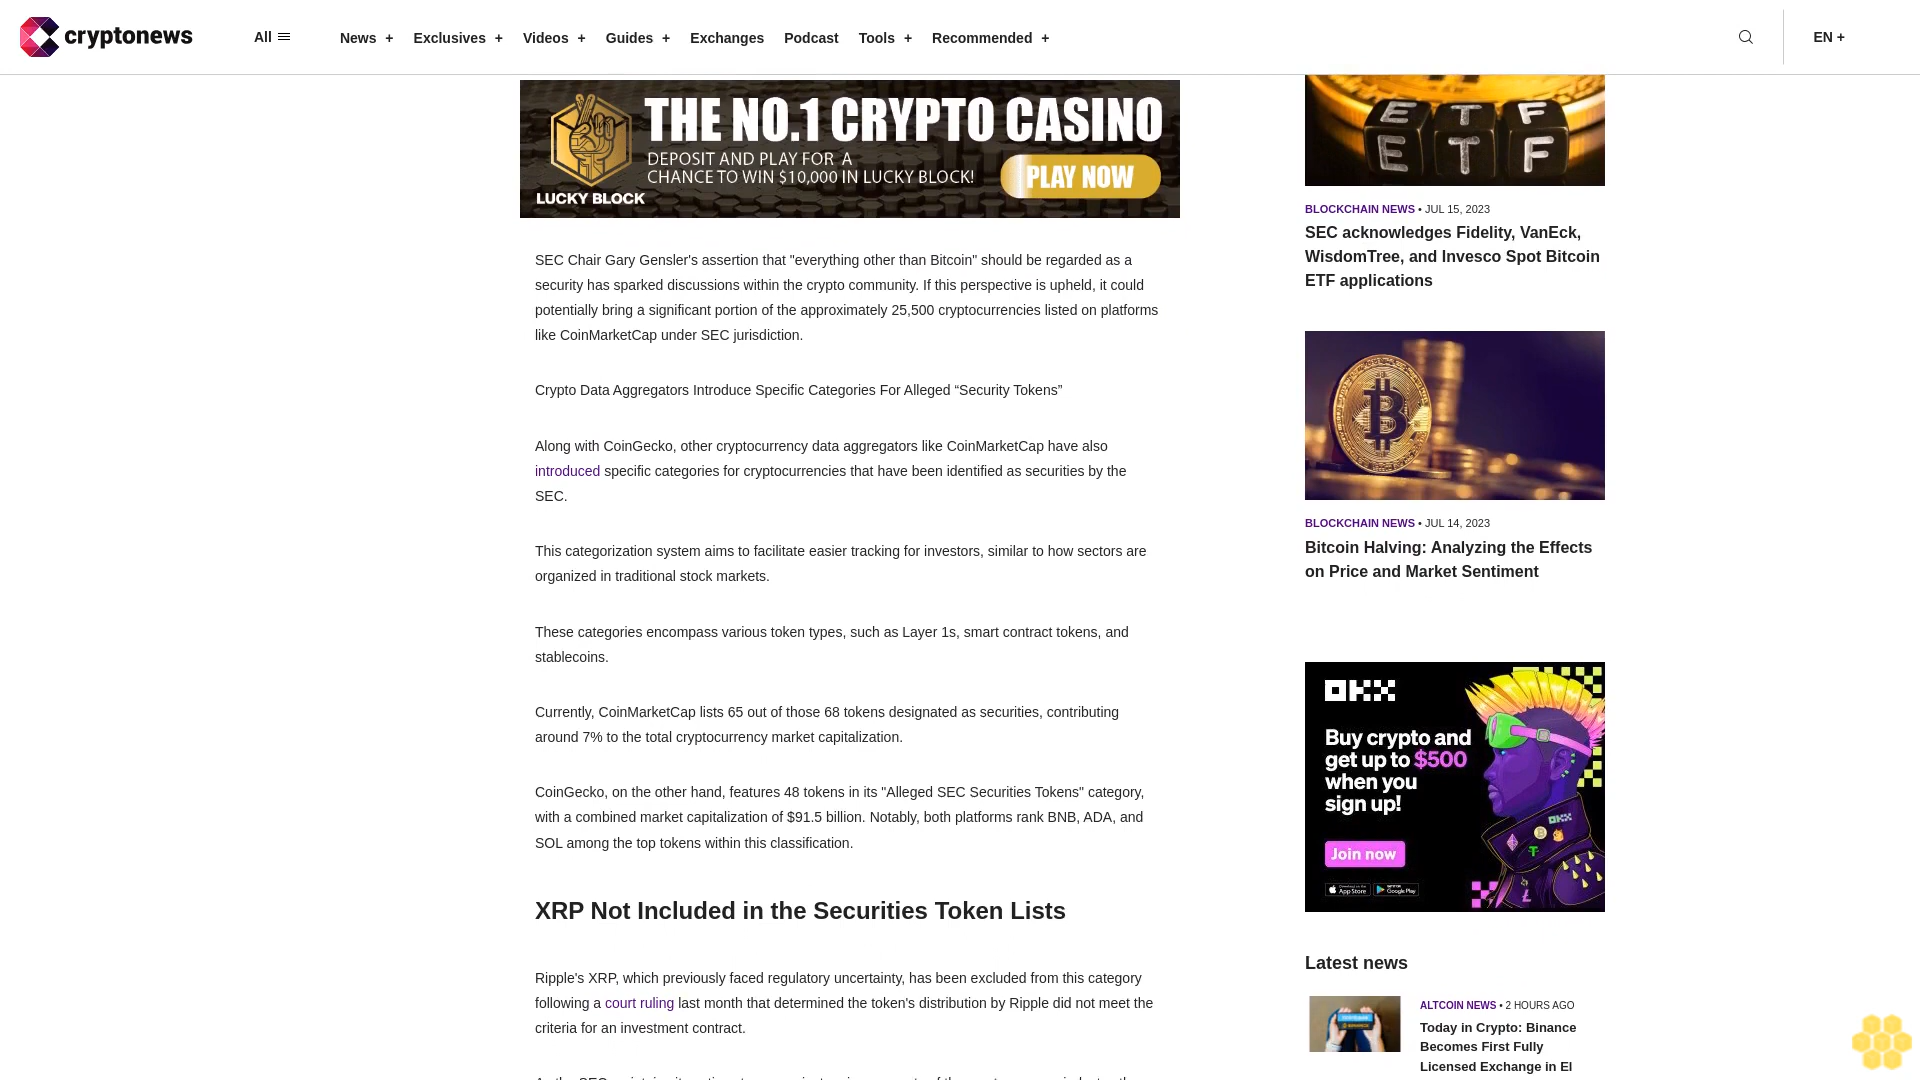 cryptonews
All
News +
Exclusives +
Videos +
Guides +
Exchanges
Podcast
Tools +
Recommended +
EN +
THE NO.1 CRYPTO CASINO
DEPOSIT AND PLAY FOR A
CHANCE TO WIN $10,000 IN LUCKY BLOCK!
PLAY NOW
LUCKY BLOCK
SEC Chair Gary Gensler's assertion that "everything other than Bitcoin" should be regarded as a
security has sparked discussions within the crypto community. If this perspective is upheld, it could
potentially bring a significant portion of the approximately 25,500 cryptocurrencies listed on platforms
like CoinMarketCap under SEC jurisdiction.
Crypto Data Aggregators Introduce Specific Categories For Alleged “Security Tokens”
Along with CoinGecko, other cryptocurrency data aggregators like CoinMarketCap have also
introduced specific categories for cryptocurrencies that have been identified as securities by the
SEC.
This categorization system aims to facilitate easier tracking for investors, similar to how sectors are
organized in traditional stock markets.
These categories encompass various token types, such as Layer 1s, smart contract tokens, and
stablecoins.
Currently, CoinMarketCap lists 65 out of those 68 tokens designated as securities, contributing
around 7% to the total cryptocurrency market capitalization.
CoinGecko, on the other hand, features 48 tokens in its "Alleged SEC Securities Tokens" category,
with a combined market capitalization of $91.5 billion. Notably, both platforms rank BNB, ADA, and
SOL among the top tokens within this classification.
XRP Not Included in the Securities Token Lists
Ripple's XRP, which previously faced regulatory uncertainty, has been excluded from this category
following a court ruling last month that determined the token's distribution by Ripple did not meet the
criteria for an investment contract.
ETF
ETF
BLOCKCHAIN NEWS • JUL 15, 2023
SEC acknowledges Fidelity, VanEck,
WisdomTree, and Invesco Spot Bitcoin
ETF applications
BLOCKCHAIN NEWS • JUL 14, 2023
Bitcoin Halving: Analyzing the Effects
on Price and Market Sentiment
OKX
Buy crypto and
get up to $500
when you
sign up!
OKX
Join now
App Store
Google Play
Latest news
ALTCOIN NEWS • 2 HOURS AGO
Today in Crypto: Binance
Becomes First Fully
Licensed Exchange in El